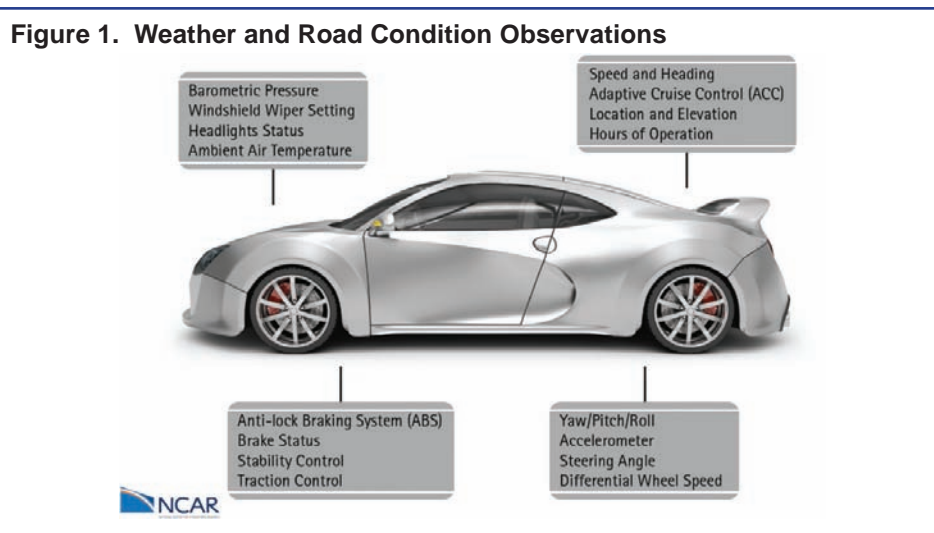 Figure 1.  Weather and Road Condition Observations
Barometric Pressure
Windshield Wiper Setting
Headlights Status
Ambient Air Temperature
Speed and Heading
Adaptive Cruise Control (ACC)
Location and Elevation
Hours of Operation
Anti-lock Braking System (ABS)
Brake Status
Stability Control
Traction Control
Yaw/Pitch/Roll
Accelerometer
Steering Angle
Differential Wheel Speed
NCAR